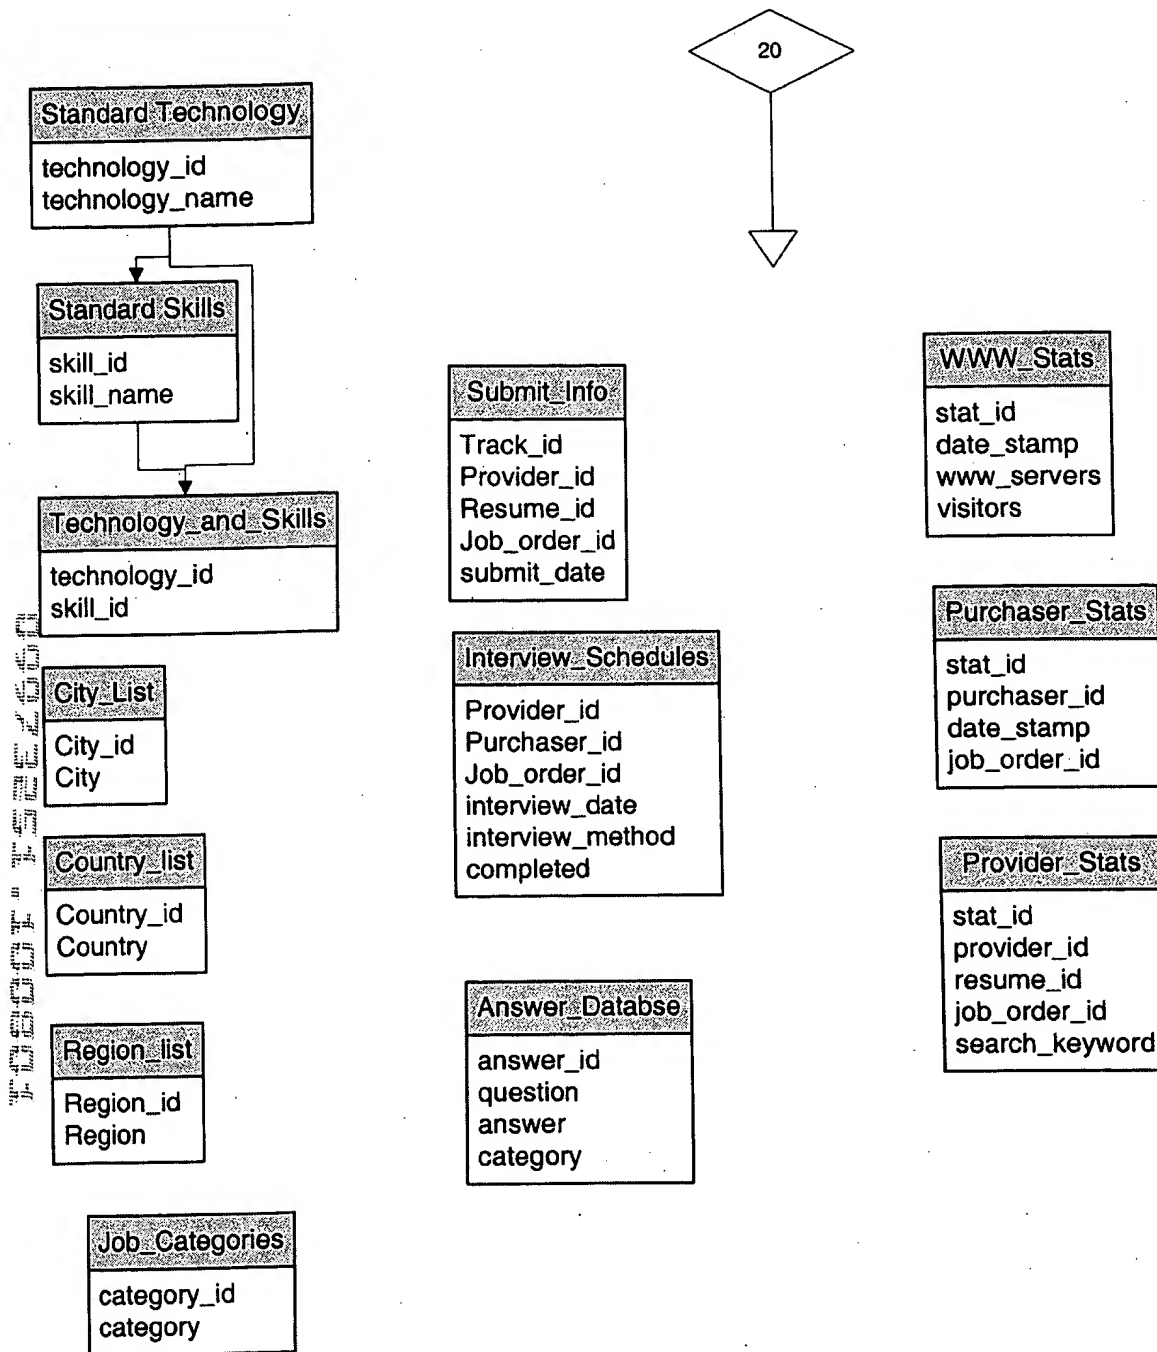 20
Standard Technology
technology_id
technology_name
Standard Skills
skill_id
skill_name
Technology_and_Skills
technology_id
skill_id
City_List
City_id
City
Country_list
Country_id
Country
Region_list
Region_id
Region
Job_Categories
category_id
category
Submit_Info
Track_id
Provider_id
Resume_id
Job_order_id
submit_date
Interview_Schedules
Provider_id
Purchaser_id
Job_order_id
interview_date
interview_method
completed
Answer_Databse
answer_id
question
answer
category
WWW_Stats
stat_id
date_stamp
www_servers
visitors
Purchaser_Stats
stat_id
purchaser_id
date_stamp
job_order_id
Provider_Stats
stat_id
provider_id
resume_id
job_order_id
search_keyword